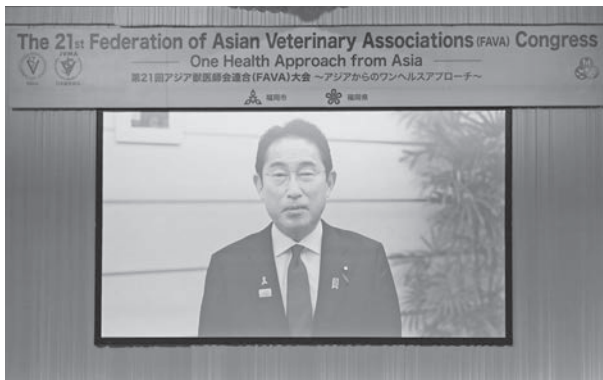 The 21st Federation of Asian Veterinary Associations (FAVA) Congress
JVMA
One Health Approach from Asia
第21回アジア獣医師会連合(FAVA)大会 ～アジアからのワンヘルスアプローチ～
福岡市 福岡県